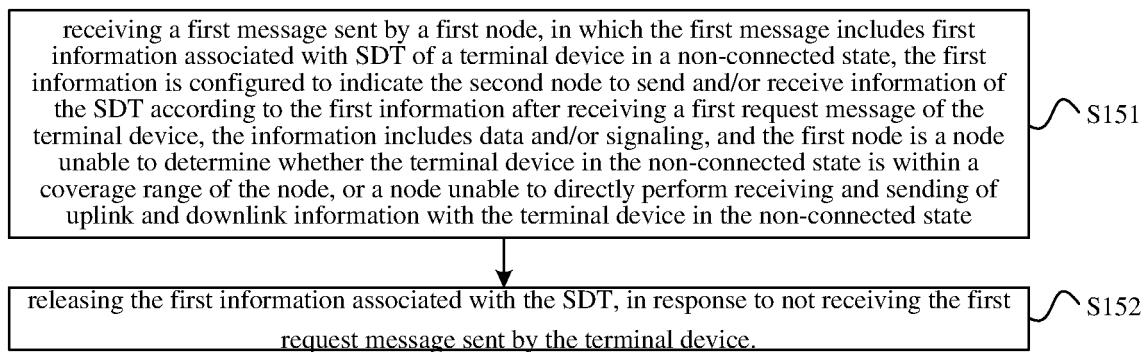 receiving a first message sent by a first node, in which the first message includes first
information associated with SDT of a terminal device in a non-connected state, the first
information is configured to indicate the second node to send and/or receive information of
the SDT according to the first information after receiving a first request message of the
terminal device, the information includes data and/or signaling, and the first node is a node
unable to determine whether the terminal device in the non-connected state is within a
coverage range of the node, or a node unable to directly perform receiving and sending of
uplink and downlink information with the terminal device in the non-connected state
S151
releasing the first information associated with the SDT, in response to not receiving the first
request message sent by the terminal device.
S152